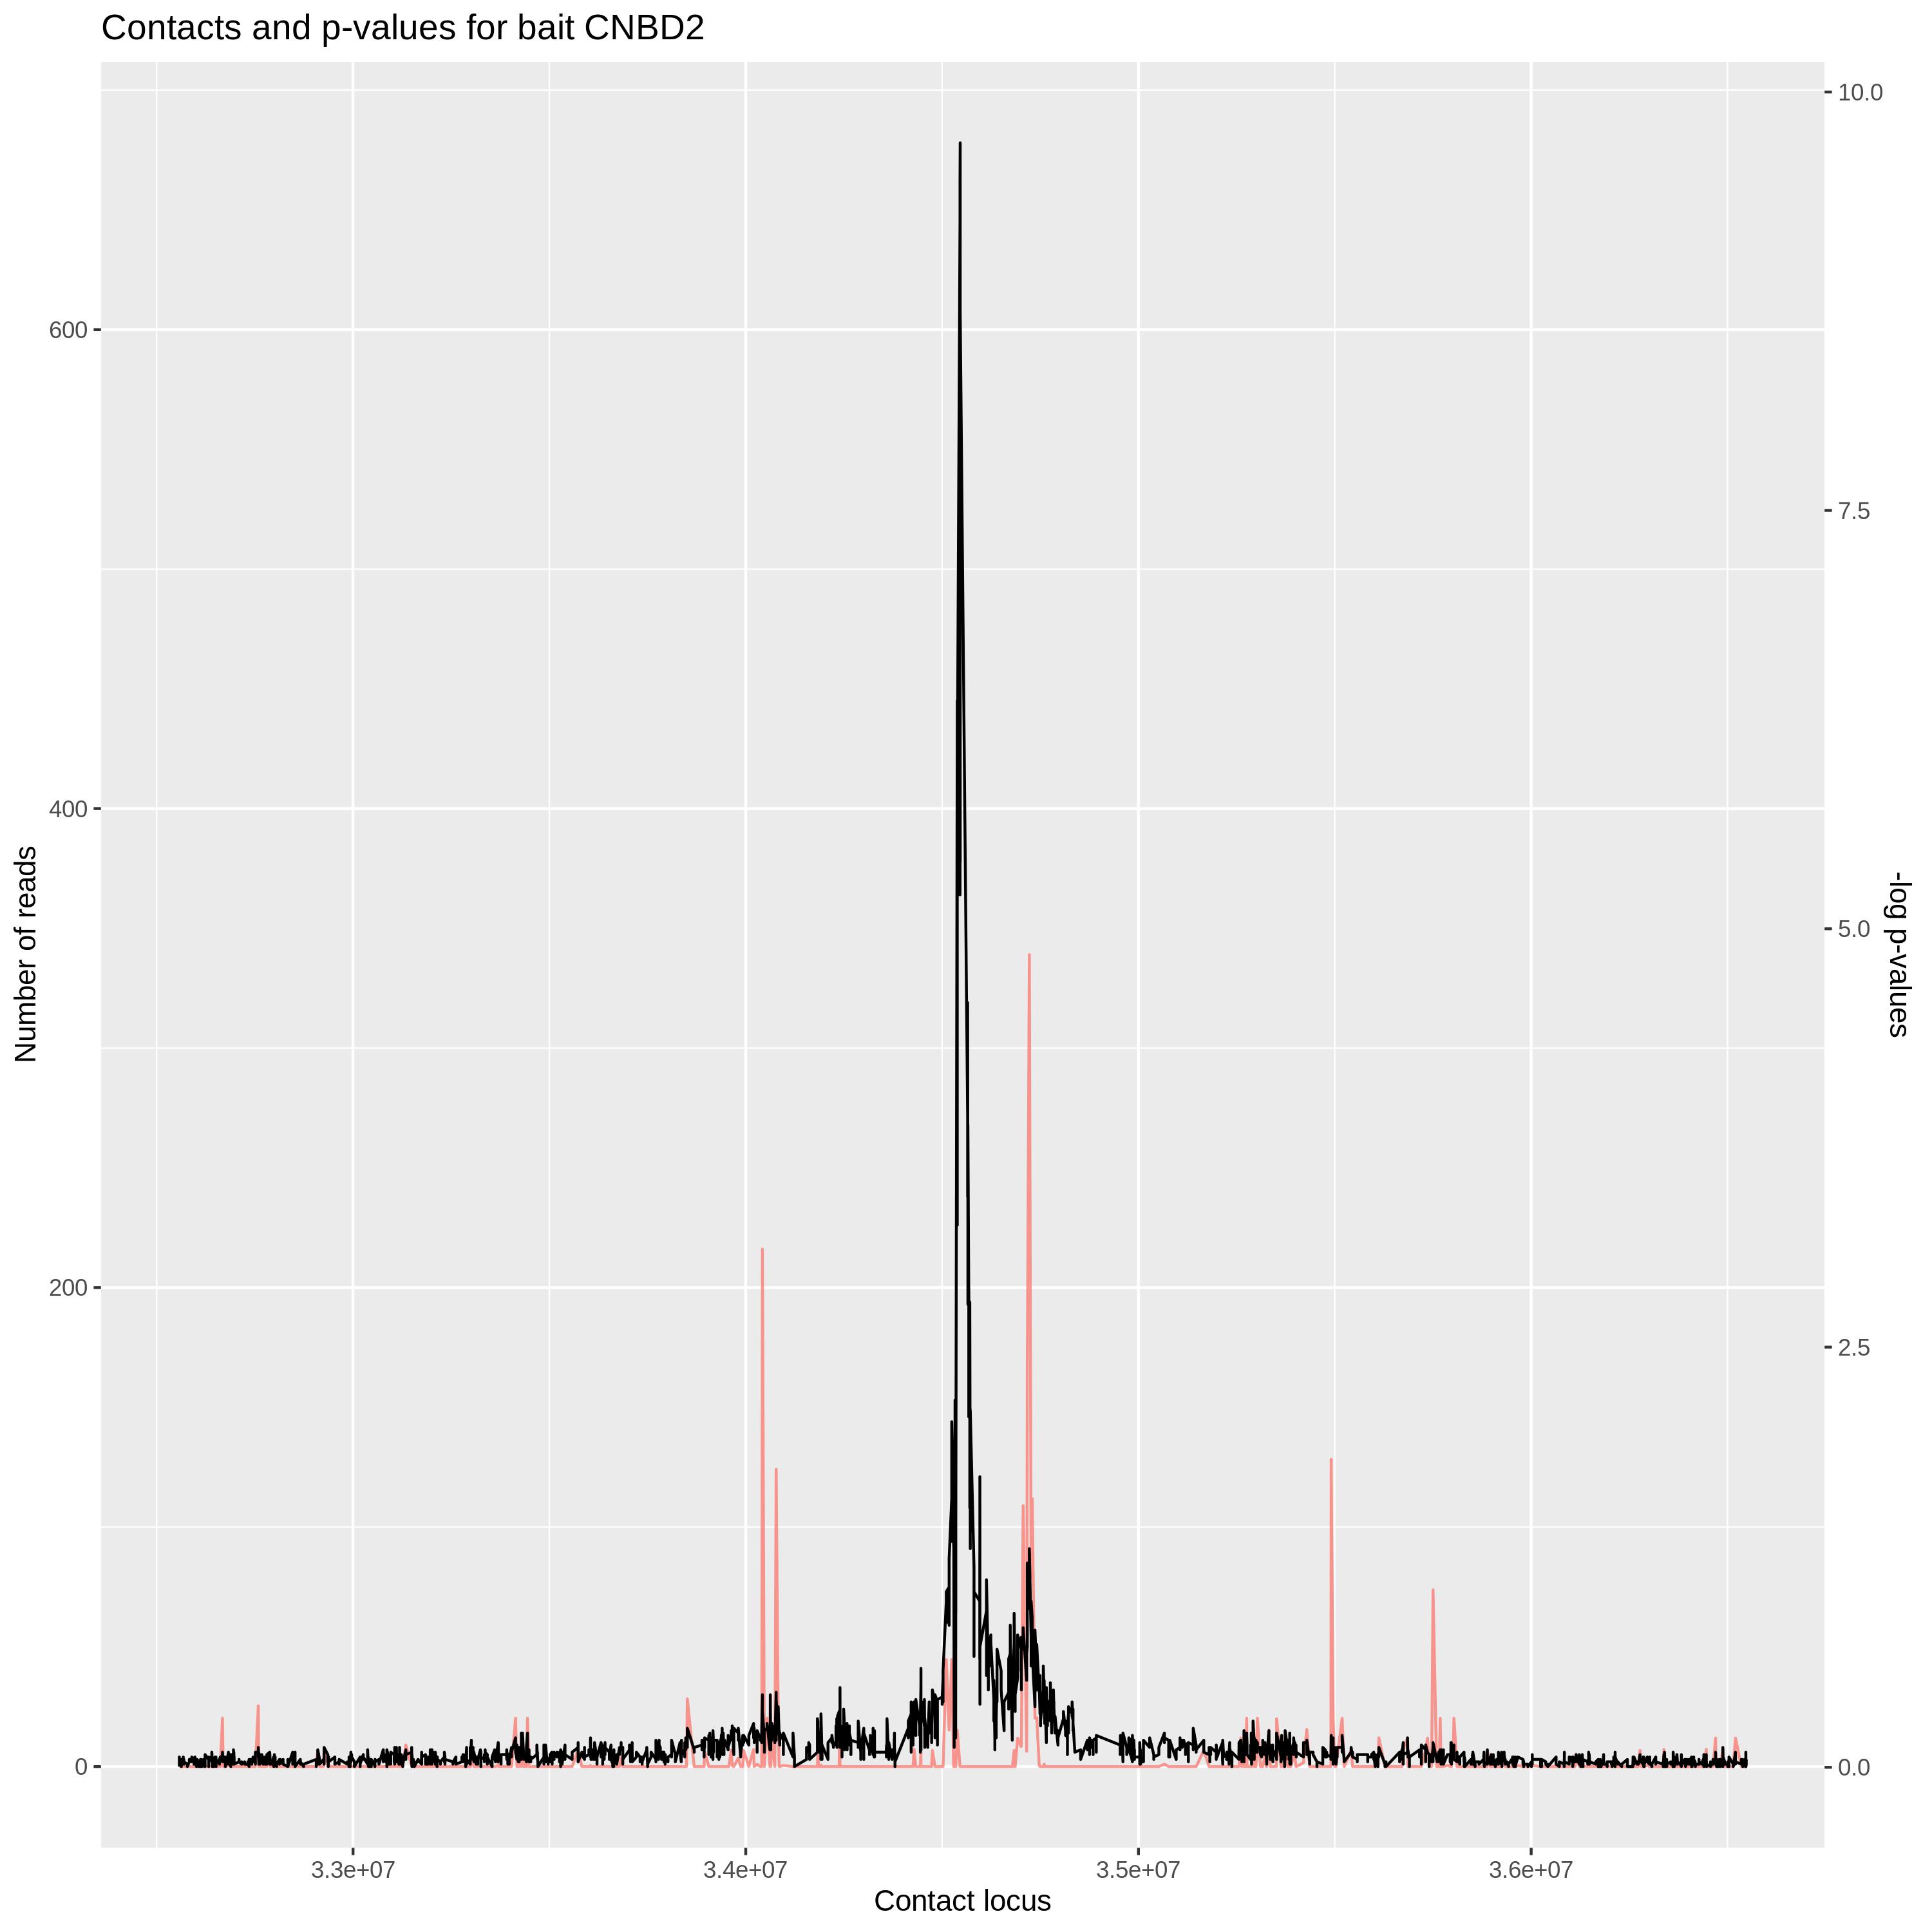 Contacts and p-values for bait CNBD2
10.0
600
7.5
400
5.0
Number of reads
-log p-values
200
2.5
0
0.0
3.3e+07 3.4e+07 3.5e+07 3.6e+07
Contact locus